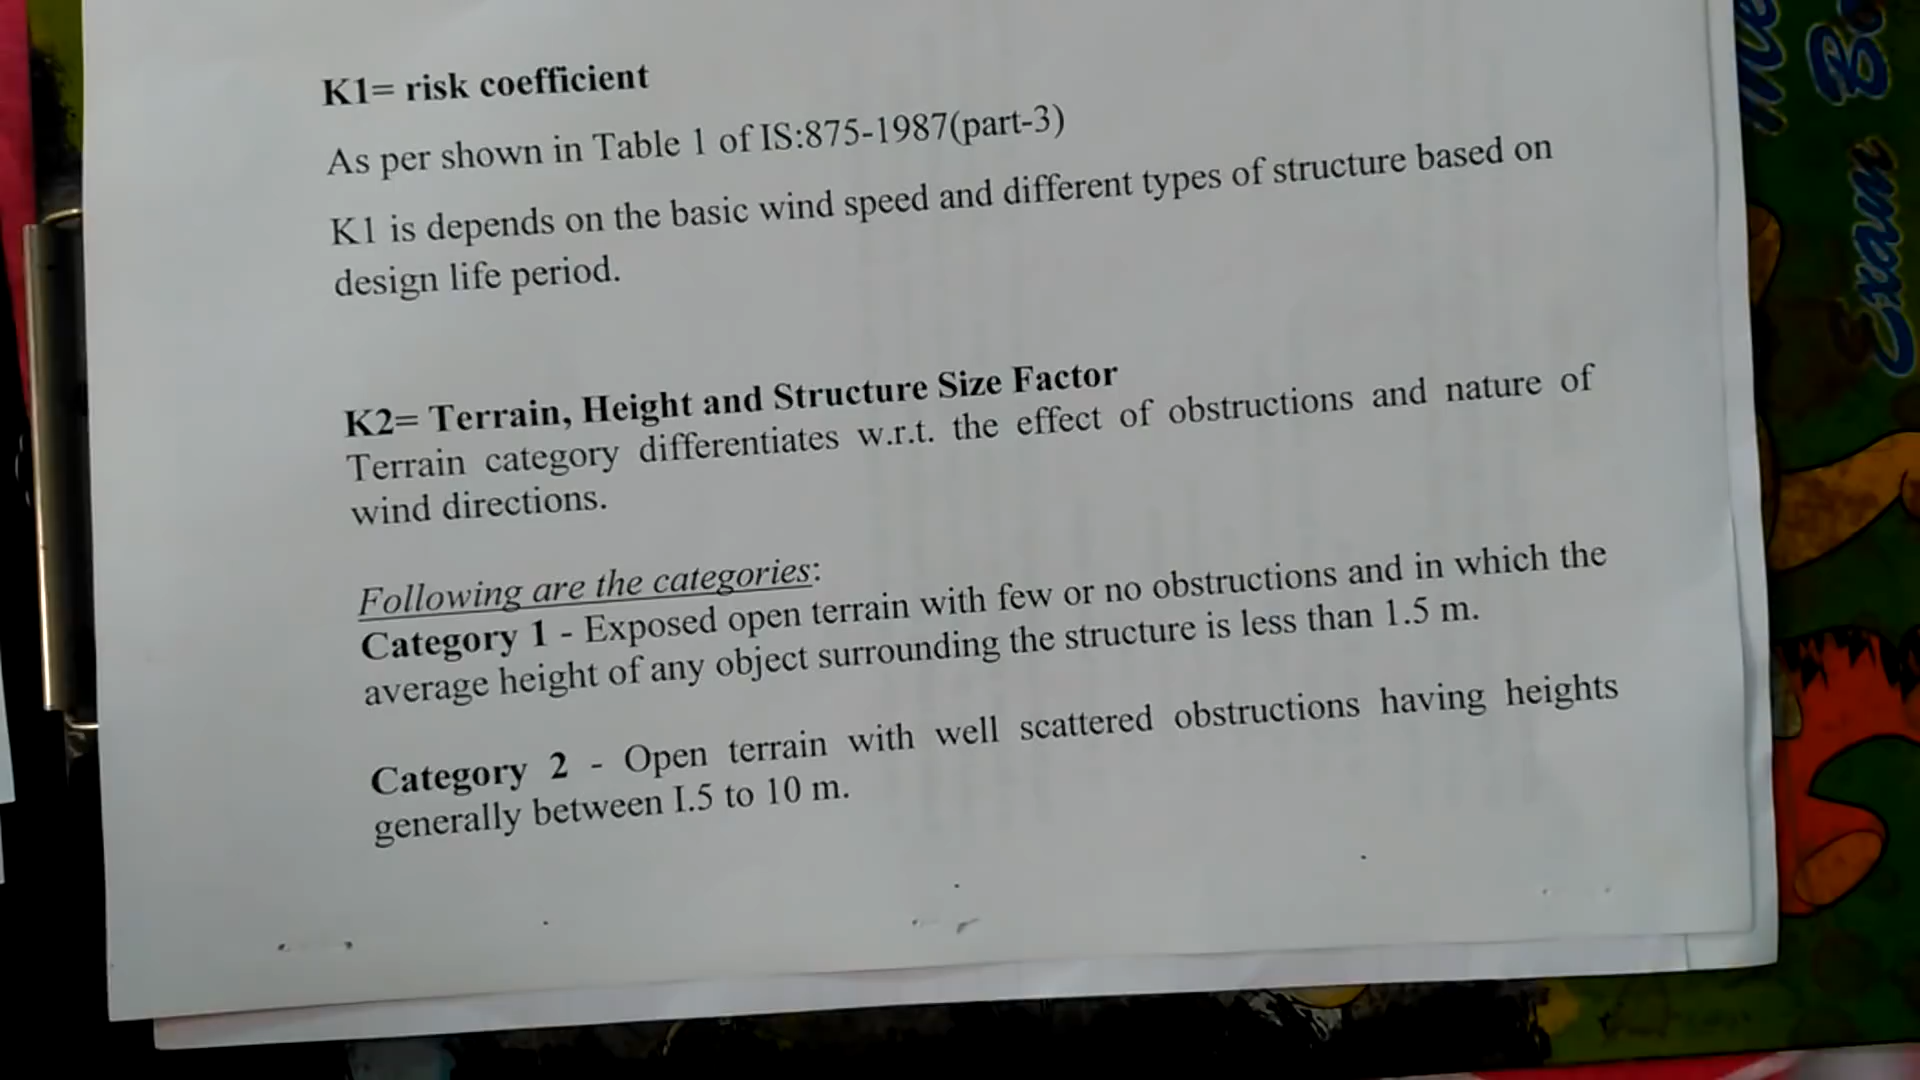 K1= risk coefficient
As per shown in Table 1 of IS:875-1987(part-3)
K1 is depends on the basic wind speed and different types of structure based on
design life period.
K2= Terrain, Height and Structure Size Factor
Terrain category differentiates w.r.t. the effect of obstructions and nature of
wind directions.
Following are the categories:
Category 1 - Exposed open terrain with few or no obstructions and in which the
average height of any object surrounding the structure is less than 1.5 m.
Category 2 - Open terrain with well scattered obstructions having heights
generally between I.5 to 10 m.
Exam